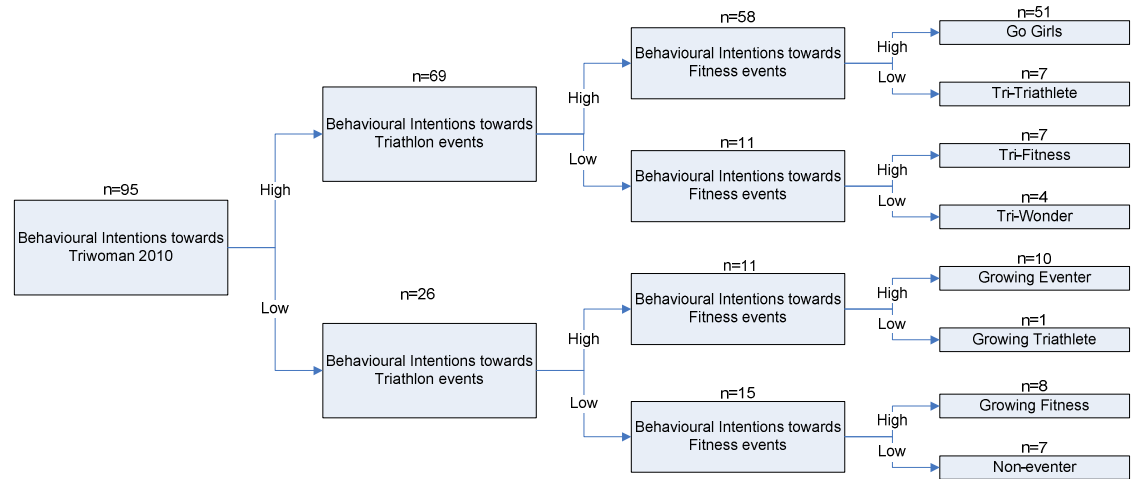 n=95
Behavioural Intentions towards
Triwoman 2010
High
Low
n=69
Behavioural Intentions towards
Triathlon events
High
Low
n=26
Behavioural Intentions towards
Triathlon events
High
Low
n=58
Behavioural Intentions towards
Fitness events
High
Low
n=11
Behavioural Intentions towards
Fitness events
High
Low
n=11
Behavioural Intentions towards
Fitness events
High
Low
n=15
Behavioural Intentions towards
Fitness events
High
Low
n=51
Go Girls
n=7
Tri-Triathlete
n=7
Tri-Fitness
n=4
Tri-Wonder
n=10
Growing Eventer
n=1
Growing Triathlete
n=8
Growing Fitness
n=7
Non-eventer